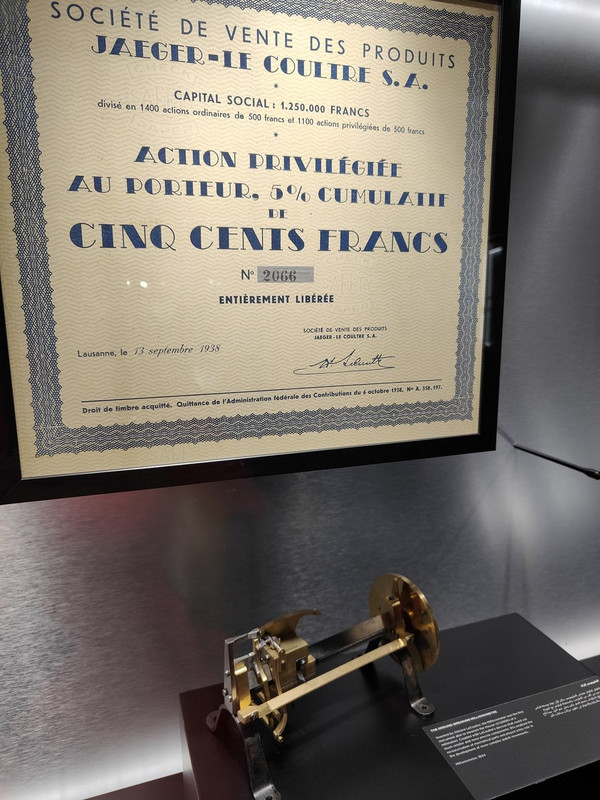 SOCIÉTÉ DE VENTE DES PRODUITS
JAEGER-LE COULTRE S.A.
CAPITAL SOCIAL : 1.250.000 FRANCS
divisé en 1400 actions ordinaires de 500 francs et 1100 actions privilégiées de 500 francs
ACTION PRIVILÉGIÉE
AU PORTEUR, 5% CUMULATIF
DE
CINQ CENTS FRANCS
N° 2066
ENTIÈREMENT LIBÉRÉE
SOCIÉTÉ DE VENTE DES PRODUITS
JAEGER-LE COULTRE S.A.
Lausanne, le 13 septembre 1938
Droit de timbre acquitté. Quittance de l'Administration fédérale des Contributions du 6 octobre 1938. N° A. 358.197.